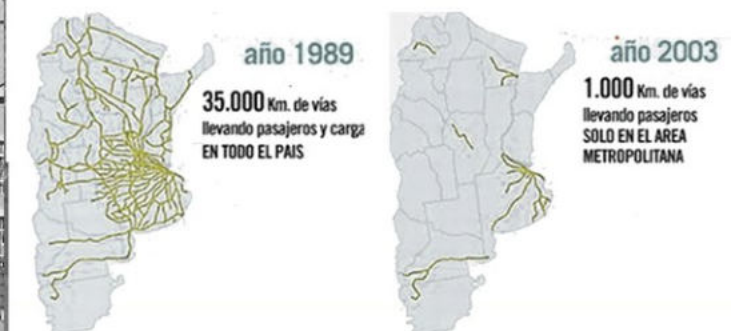 año 1989
35.000 Km. de vías
llevando pasajeros y carga
EN TODO EL PAIS
año 2003
1.000 Km. de vías
llevando pasajeros
SOLO EN EL AREA
METROPOLITANA